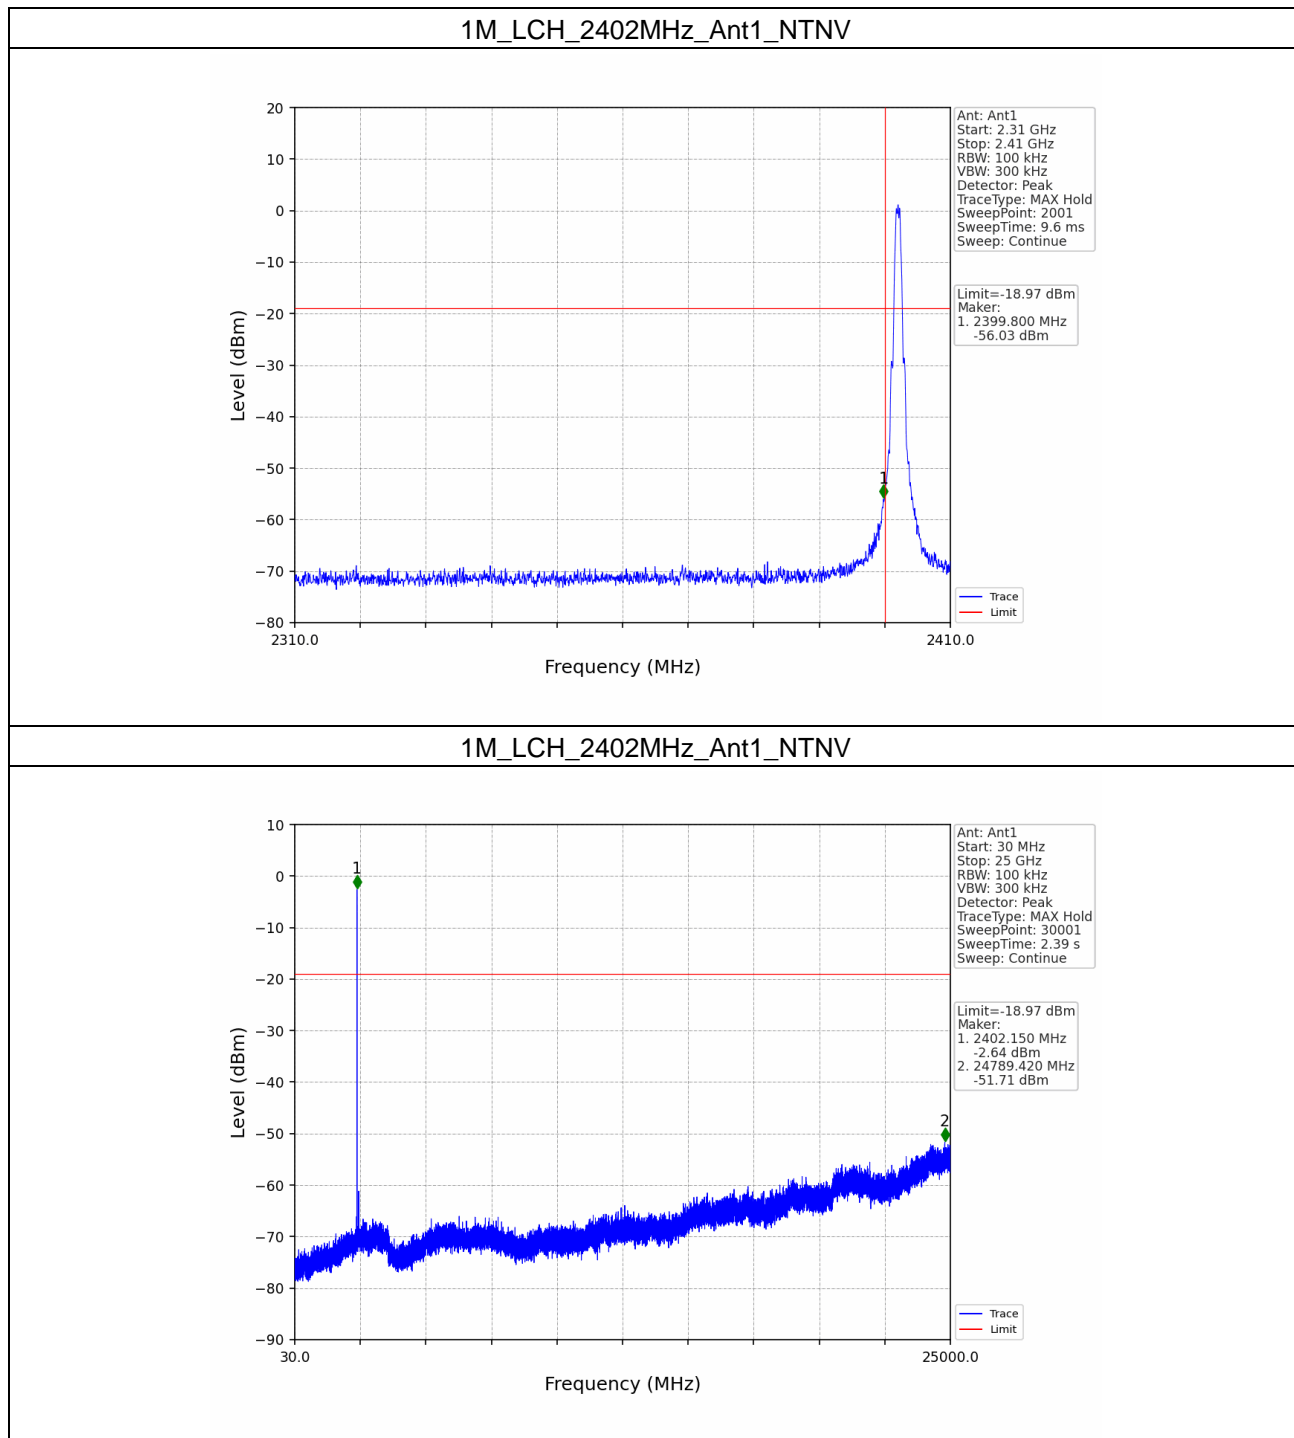 1M_LCH_2402MHz_Ant1_NTNV
20
10
0
−10
−20
−30
−40
−50
−60
−70
−80
Level (dBm)
1
2310.0
2410.0
Frequency (MHz)
Ant: Ant1
Start: 2.31 GHz
Stop: 2.41 GHz
RBW: 100 kHz
VBW: 300 kHz
Detector: Peak
TraceType: MAX Hold
SweepPoint: 2001
SweepTime: 9.6 ms
Sweep: Continue
Limit=-18.97 dBm
Maker:
1. 2399.800 MHz
-56.03 dBm
Trace
Limit
1M_LCH_2402MHz_Ant1_NTNV
10
0
−10
−20
−30
−40
−50
−60
−70
−80
−90
Level (dBm)
1
2
30.0
25000.0
Frequency (MHz)
Ant: Ant1
Start: 30 MHz
Stop: 25 GHz
RBW: 100 kHz
VBW: 300 kHz
Detector: Peak
TraceType: MAX Hold
SweepPoint: 30001
SweepTime: 2.39 s
Sweep: Continue
Limit=-18.97 dBm
Maker:
1. 2402.150 MHz
-2.64 dBm
2. 24789.420 MHz
-51.71 dBm
Trace
Limit